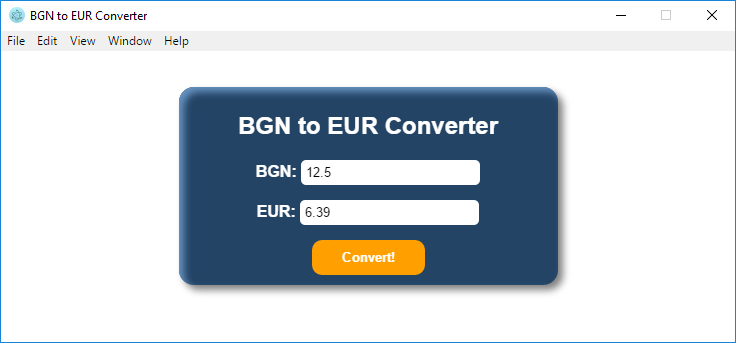 BGN to EUR Converter
File Edit View Window Help
BGN to EUR Converter
BGN: 12.5
EUR: 6.39
Convert!